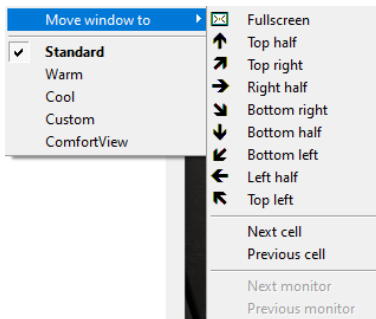 Move window to
Standard
Warm
Cool
Custom
ComfortView
Fullscreen
Top half
Top right
Right half
Bottom right
Bottom half
Bottom left
Left half
Top left
Next cell
Previous cell
Next monitor
Previous monitor